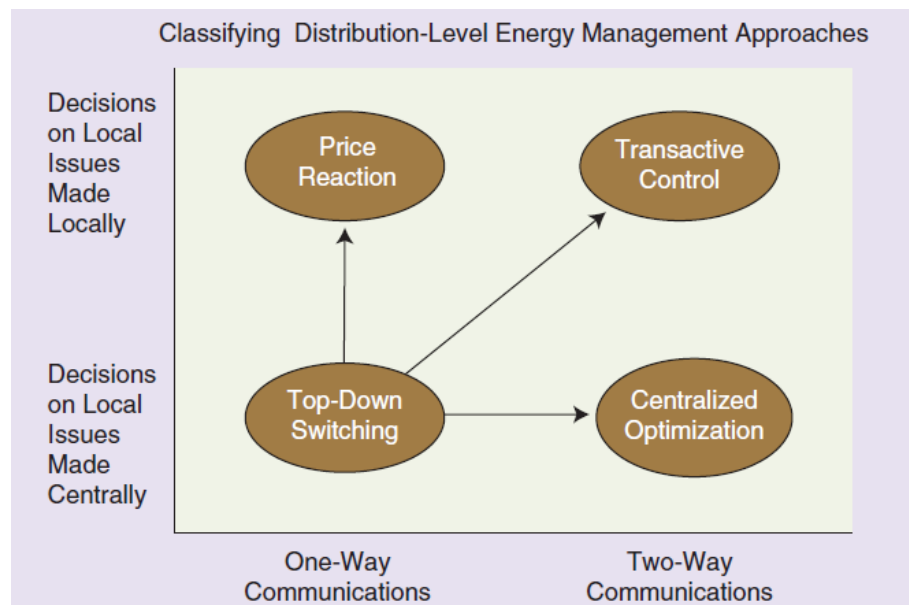 Classifying Distribution-Level Energy Management Approaches
Decisions
on Local
Issues
Made
Locally
Price
Reaction
Transactive
Control
Decisions
on Local
Issues
Made
Centrally
Top-Down
Switching
Centralized
Optimization
One-Way
Communications
Two-Way
Communications